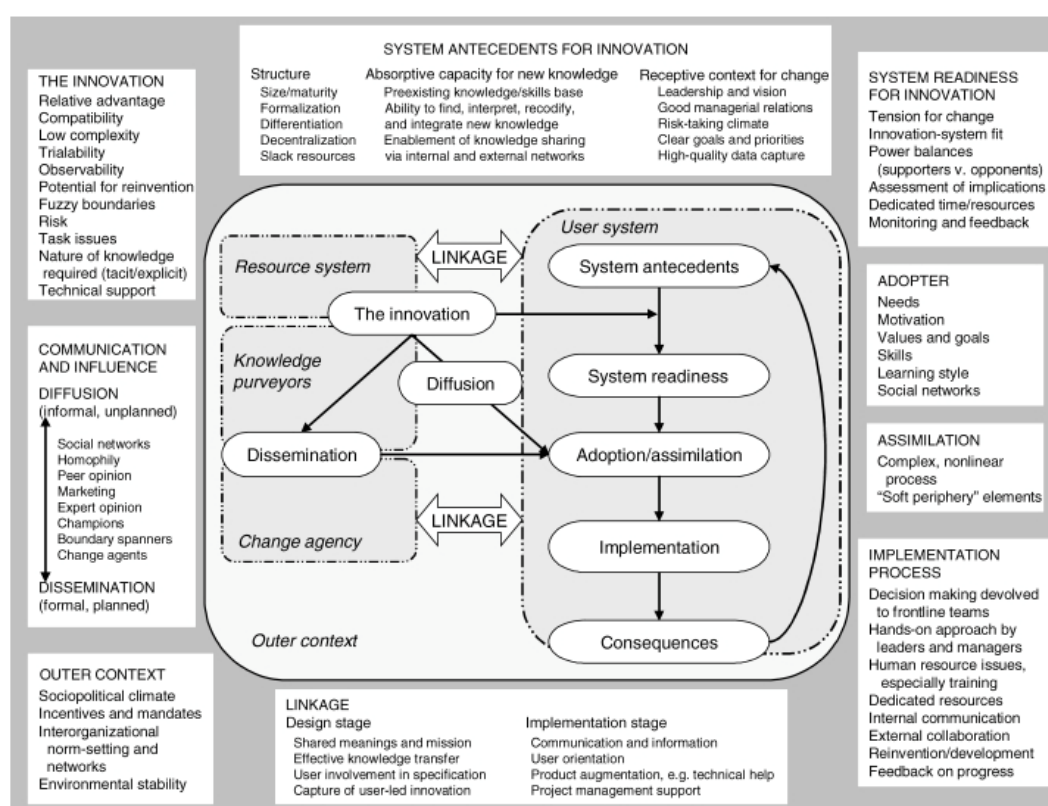 SYSTEM ANTECEDENTS FOR INNOVATION
Structure
Size/maturity
Formalization
Differentiation
Decentralization
Slack resources
Absorptive capacity for new knowledge
Preexisting knowledge/skills base
Ability to find, interpret, recodify,
and integrate new knowledge
Enablement of knowledge sharing
via internal and external networks
Receptive context for change
Leadership and vision
Good managerial relations
Risk-taking climate
Clear goals and priorities
High-quality data capture
THE INNOVATION
Relative advantage
Compatibility
Low complexity
Trialability
Observability
Potential for reinvention
Fuzzy boundaries
Risk
Task issues
Nature of knowledge
required (tacit/explicit)
Technical support
COMMUNICATION
AND INFLUENCE
DIFFUSION
(informal, unplanned)
Social networks
Homophily
Peer opinion
Marketing
Expert opinion
Champions
Boundary spanners
Change agents
DISSEMINATION
(formal, planned)
OUTER CONTEXT
Sociopolitical climate
Incentives and mandates
Interorganizational
norm-setting and
networks
Environmental stability
Resource system
LINKAGE
User system
System antecedents
The innovation
Knowledge
purveyors
Diffusion
System readiness
Dissemination
Adoption/assimilation
LINKAGE
Change agency
Implementation
Outer context
Consequences
LINKAGE
Design stage
Shared meanings and mission
Effective knowledge transfer
User involvement in specification
Capture of user-led innovation
Implementation stage
Communication and information
User orientation
Product augmentation, e.g. technical help
Project management support
SYSTEM READINESS
FOR INNOVATION
Tension for change
Innovation-system fit
Power balances
(supporters v. opponents)
Assessment of implications
Dedicated time/resources
Monitoring and feedback
ADOPTER
Needs
Motivation
Values and goals
Skills
Learning style
Social networks
ASSIMILATION
Complex, nonlinear
process
“Soft periphery” elements
IMPLEMENTATION
PROCESS
Decision making devolved
to frontline teams
Hands-on approach by
leaders and managers
Human resource issues,
especially training
Dedicated resources
Internal communication
External collaboration
Reinvention/development
Feedback on progress